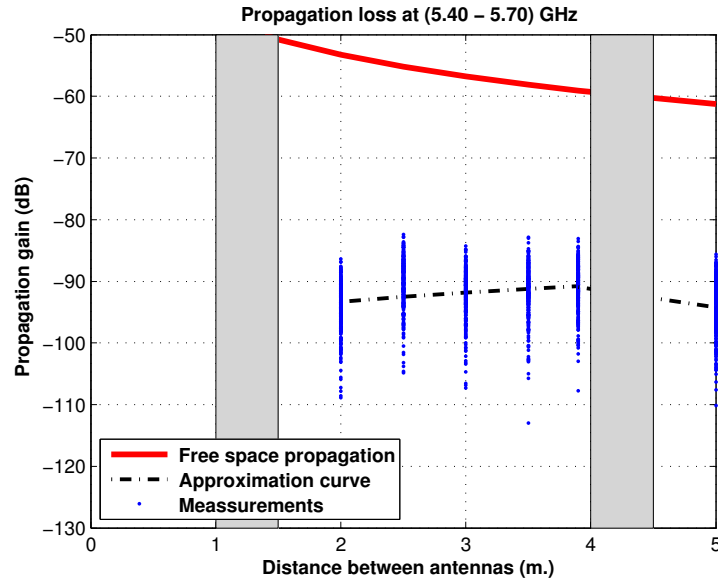 Propagation loss at (5.40 − 5.70) GHz
Propagation gain (dB)
−50
−60
−70
−80
−90
−100
−110
−120
−130
Free space propagation
Approximation curve
Meassurements
0 1 2 3 4 5
Distance between antennas (m.)